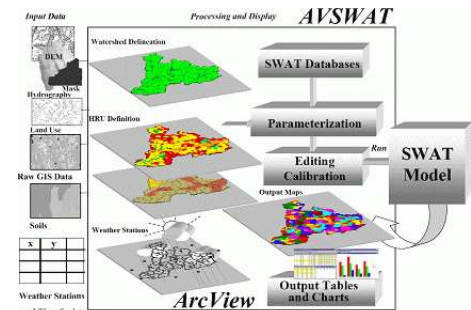 Input Data
Processing and Display
AVSWAT
Watershed Delineation
DEM
Mask
SWAT Databases
Hydrography
HRU Definition
Parameterization
Land Use
Run
Editing
Calibration
SWAT
Model
Raw GIS Data
Output Maps
Soils
Weather Stations
x y
Weather Stations
ArcView
Output Tables
and Charts